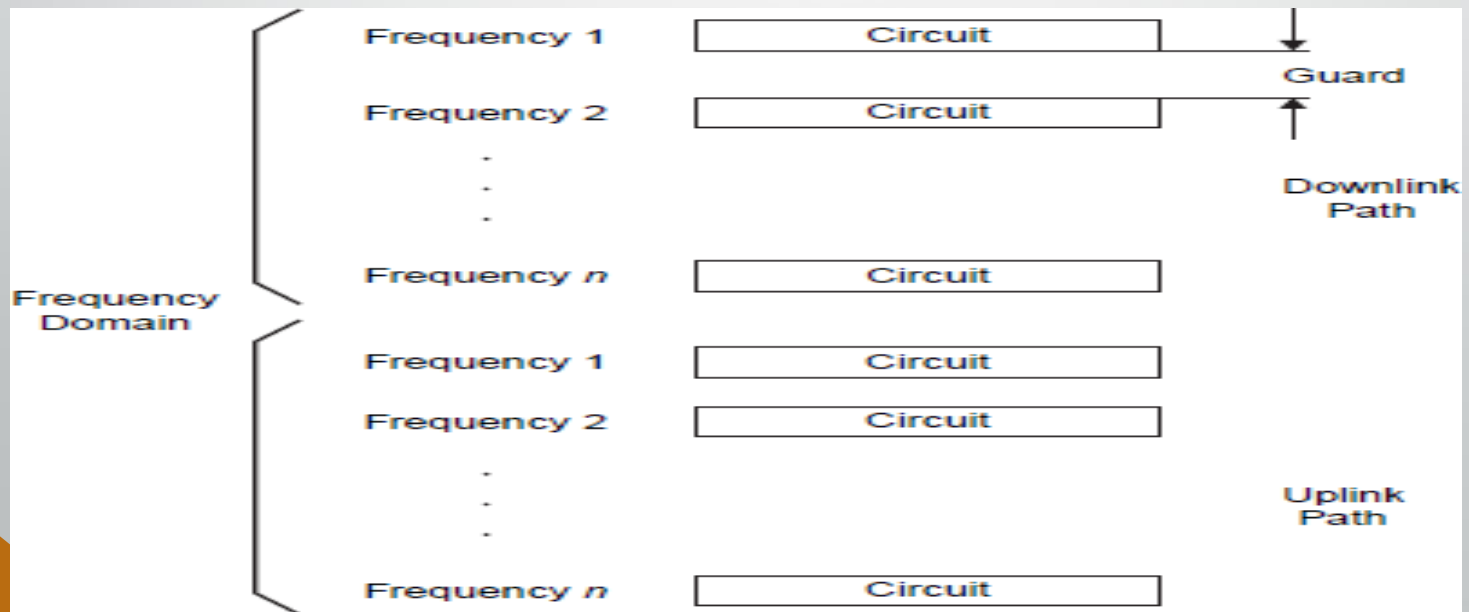 Frequency 1 Circuit
Guard
Frequency 2 Circuit
.
.
.
Downlink
Path
Frequency n Circuit
Frequency
Domain
Frequency 1 Circuit
Frequency 2 Circuit
.
.
.
Uplink
Path
Frequency n Circuit